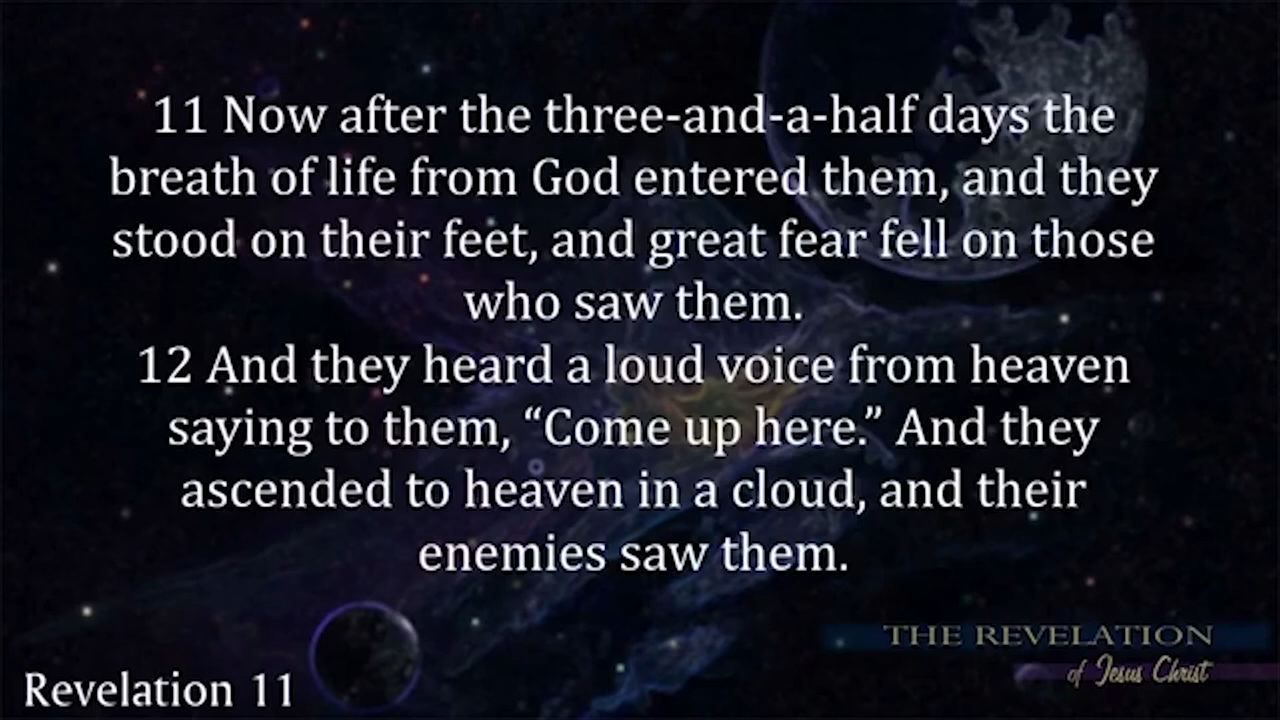 11 Now after the three-and-a-half days the
breath of life from God entered them, and they
stood on their feet, and great fear fell on those
who saw them.
12 And they heard a loud voice from heaven
saying to them, “Come up here.” And they
ascended to heaven in a cloud, and their
enemies saw them.
THE REVELATION
of Jesus Christ
Revelation 11